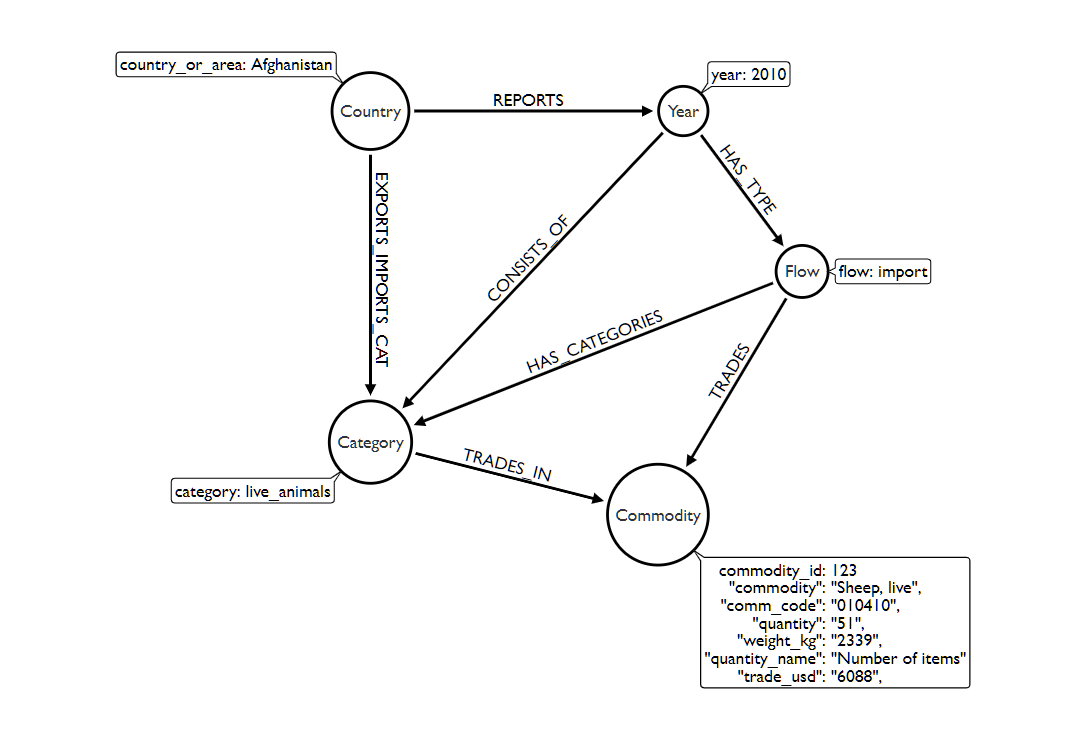 country_or_area: Afghanistan
year: 2010
Country
REPORTS
Year
HAS_TYPE
EXPORTS_IMPORTS_CAT
CONSISTS_OF
Flow
flow: import
HAS_CATEGORIES
TRADES
Category
TRADES_IN
category: live_animals
Commodity
commodity_id: 123
"commodity": "Sheep, live",
"comm_code": "010410",
"quantity": "51",
"weight_kg": "2339",
"quantity_name": "Number of items"
"trade_usd": "6088",